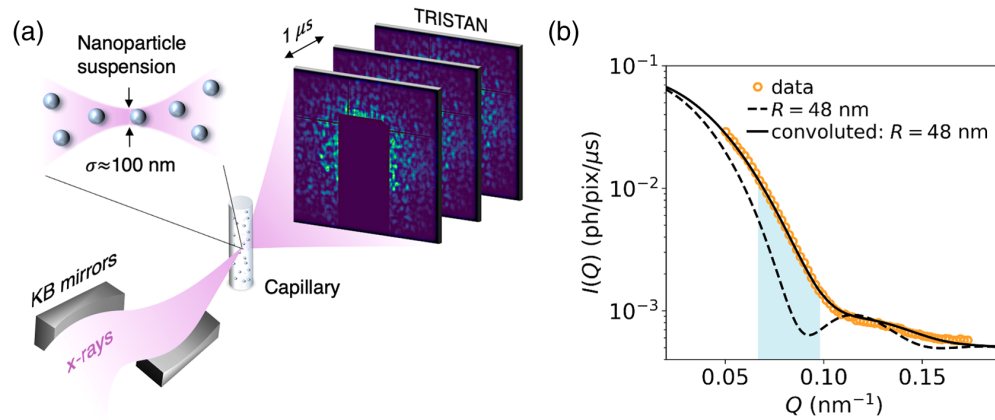 (a)
Nanoparticle
suspension
σ≈100 nm
1 μs
TRISTAN
KB mirrors
x-rays
Capillary
(b)
10⁻¹
10⁻²
10⁻³
I(Q) (ph/pix/μs)
data
R = 48 nm
convoluted: R = 48 nm
0.05
0.10
0.15
Q (nm⁻¹)